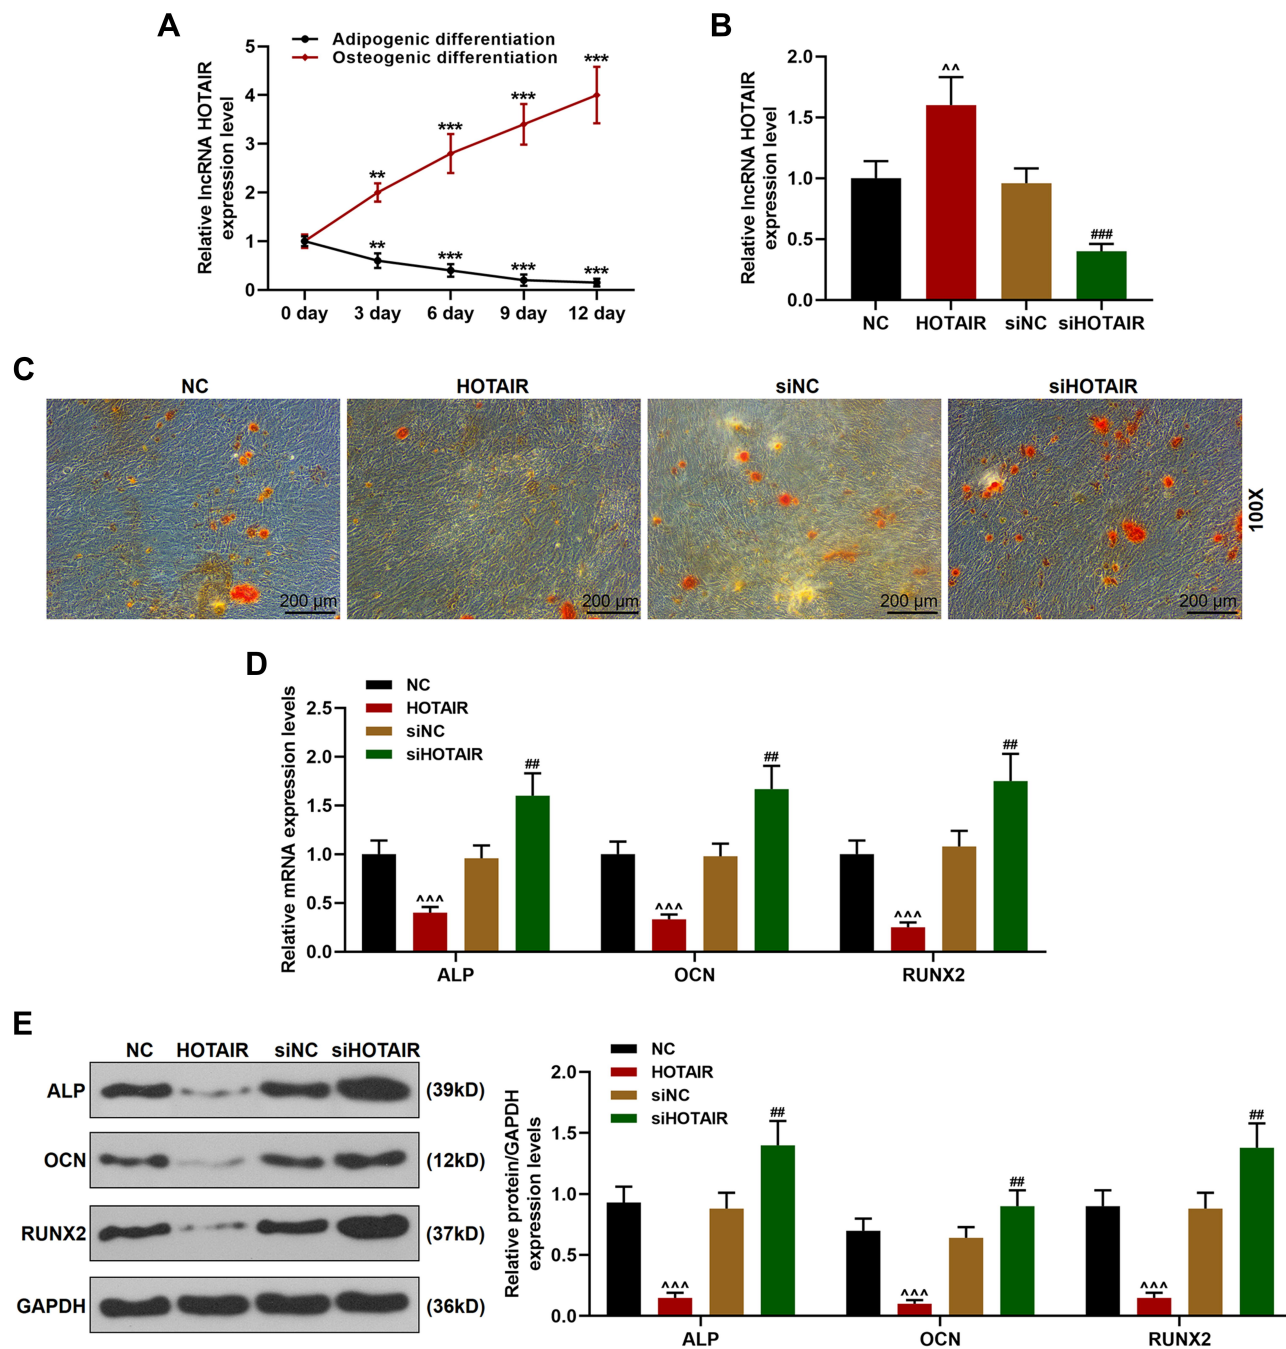 A
Relative lncRNA HOTAIR
expression level
Adipogenic differentiation
Osteogenic differentiation
5
4
3
2
1
0
**
***
***
***
**
***
***
***
0 day 3 day 6 day 9 day 12 day
B
Relative lncRNA HOTAIR
expression level
2.0
1.5
1.0
0.5
0.0
^^
###
NC HOTAIR siNC siHOTAIR
C
NC HOTAIR siNC siHOTAIR
200 μm 200 μm 200 μm 200 μm
100X
D
Relative mRNA expression levels
NC
HOTAIR
siNC
siHOTAIR
2.5
2.0
1.5
1.0
0.5
0.0
^^^ ## ^^^ ## ^^^ ##
ALP OCN RUNX2
E
NC HOTAIR siNC siHOTAIR
ALP (39kD)
OCN (12kD)
RUNX2 (37kD)
GAPDH (36kD)
Relative protein/GAPDH
expression levels
NC
HOTAIR
siNC
siHOTAIR
2.0
1.5
1.0
0.5
0.0
^^^ ## ^^^ ## ^^^ ##
ALP OCN RUNX2